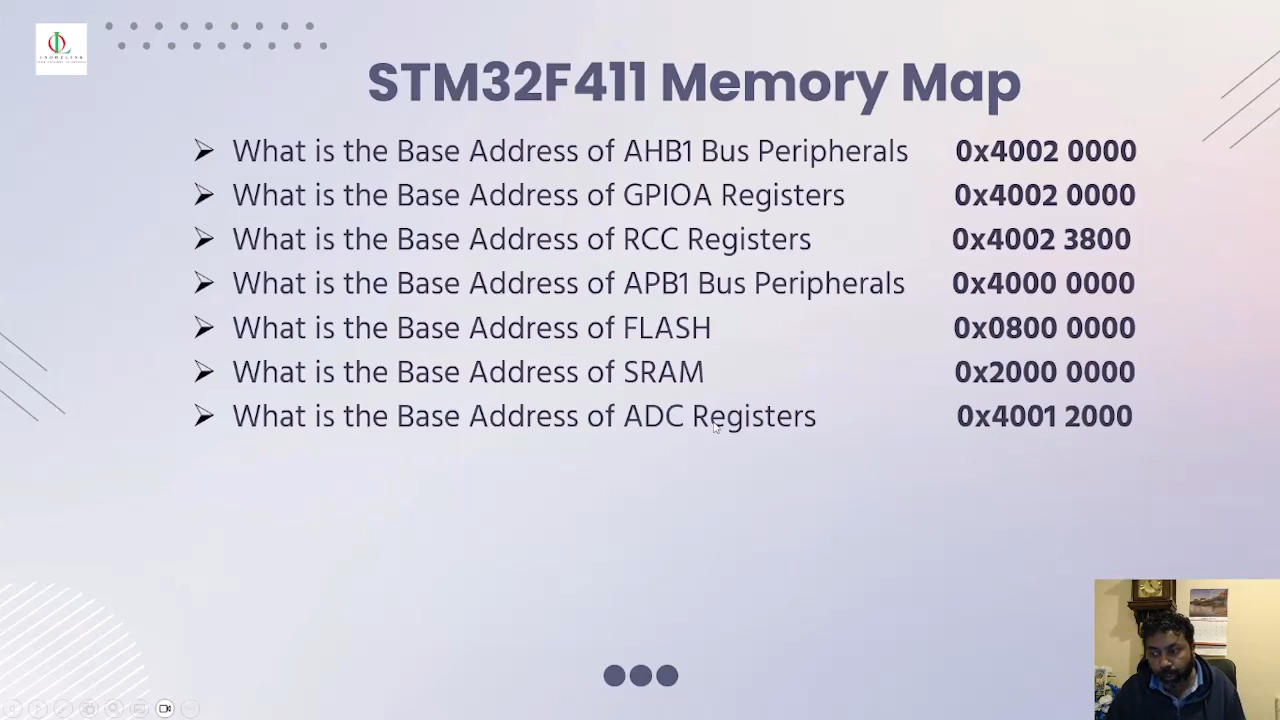 STM32F411 Memory Map
What is the Base Address of AHB1 Bus Peripherals 0x4002 0000
What is the Base Address of GPIOA Registers 0x4002 0000
What is the Base Address of RCC Registers 0x4002 3800
What is the Base Address of APB1 Bus Peripherals 0x4000 0000
What is the Base Address of FLASH 0x0800 0000
What is the Base Address of SRAM 0x2000 0000
What is the Base Address of ADC Registers 0x4001 2000